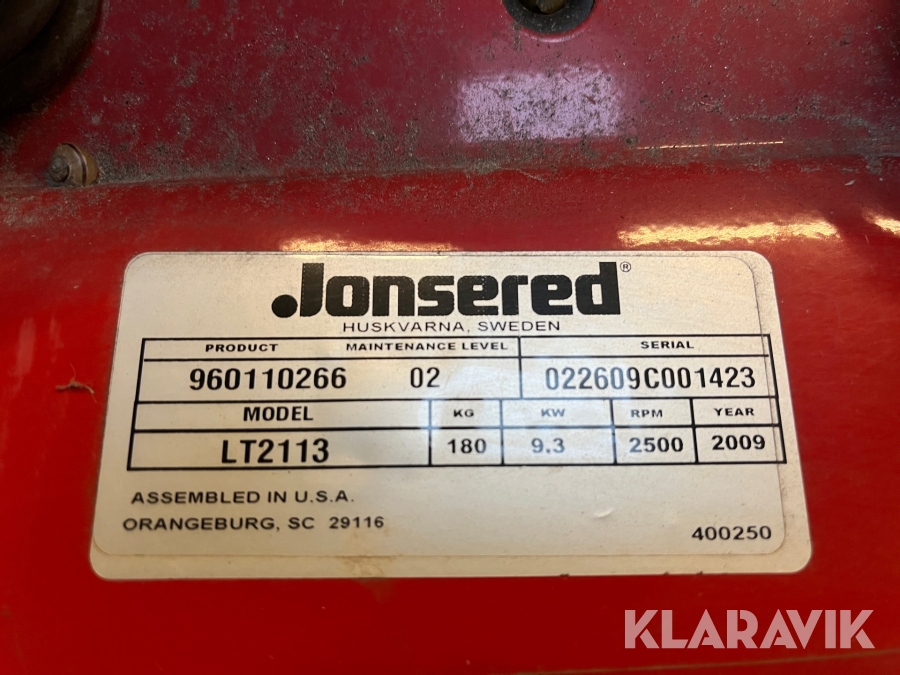 Jonsered®
HUSKVARNA, SWEDEN
PRODUCT MAINTENANCE LEVEL SERIAL
960110266 02 022609C001423
MODEL KG KW RPM YEAR
LT2113 180 9.3 2500 2009
ASSEMBLED IN U.S.A.
ORANGEBURG, SC 29116
400250
KLARAVIK